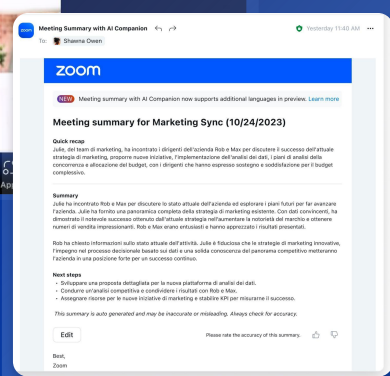 zoom
Meeting Summary with AI Companion
Yesterday 11:40 AM
To: Shawna Owen
zoom
NEW Meeting summary with AI Companion now supports additional languages in preview. Learn more
Meeting summary for Marketing Sync (10/24/2023)
Quick recap
Julie, del team di marketing, ha incontrato i dirigenti dell'azienda Rob e Max per discutere il successo dell'attuale
strategia di marketing, proporre nuove iniziative, l'implementazione dell'analisi dei dati, i piani di analisi della
concorrenza e allocazione del budget, con i dirigenti che hanno espresso sostegno e soddisfazione per il budget
complessivo.
Summary
Julie ha incontrato Rob e Max per discutere lo stato attuale dell'azienda ed esplorare i piani futuri per far avanzare
l'azienda. Julie ha fornito una panoramica completa della strategia di marketing esistente. Con dati convincenti, ha
dimostrato il notevole successo ottenuto dall'attuale strategia nell'aumentare la notorietà del marchio e ottenere
numeri di vendita impressionanti. Rob e Max erano entusiasti e hanno apprezzato i risultati presentati.
Rob ha chiesto informazioni sullo stato attuale dell'attività. Julie è fiduciosa che le strategie di marketing innovative,
l'impegno nel processo decisionale basato sui dati e una solida conoscenza del panorama competitivo metteranno
l'azienda in una posizione forte per un successo continuo.
Next steps
• Sviluppare una proposta dettagliata per la nuova piattaforma di analisi dei dati.
• Condurre un'analisi competitiva e condividere i risultati con Rob e Max.
• Assegnare risorse per le nuove iniziative di marketing e stabilire KPI per misurarne il successo.
This summary is auto generated and may be inaccurate or misleading. Always check for accuracy.
Edit
Please rate the accuracy of this summary.
Best,
Zoom